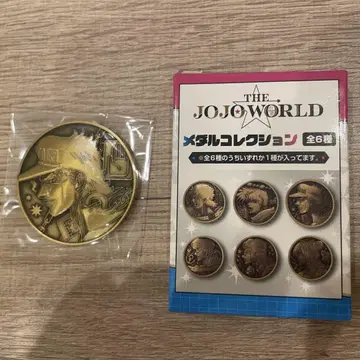 THE
JOJO WORLD
メダルコレクション 全6種
※全6種のうちいずれか1種が入ってます。